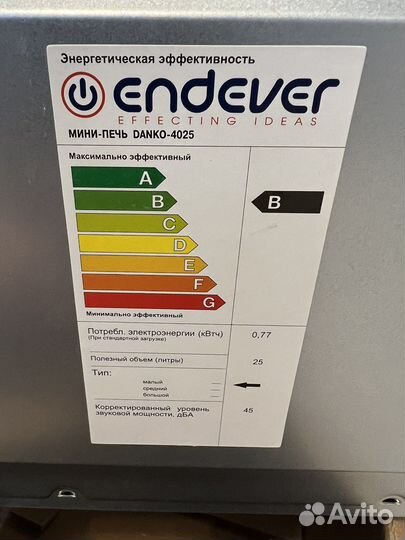 Энергетическая эффективность
ENDEVER
EFFECTING IDEAS
МИНИ-ПЕЧЬ DANKO-4025
Максимально эффективный
A
B
B
C
D
E
F
G
Минимально эффективный
Потребл. электроэнергии (кВтч) 0,77
(При стандартной загрузке)
Полезный объем (литры) 25
Тип:
малый
средний
большой
Корректированный уровень
звуковой мощности, дБА 45
Avito